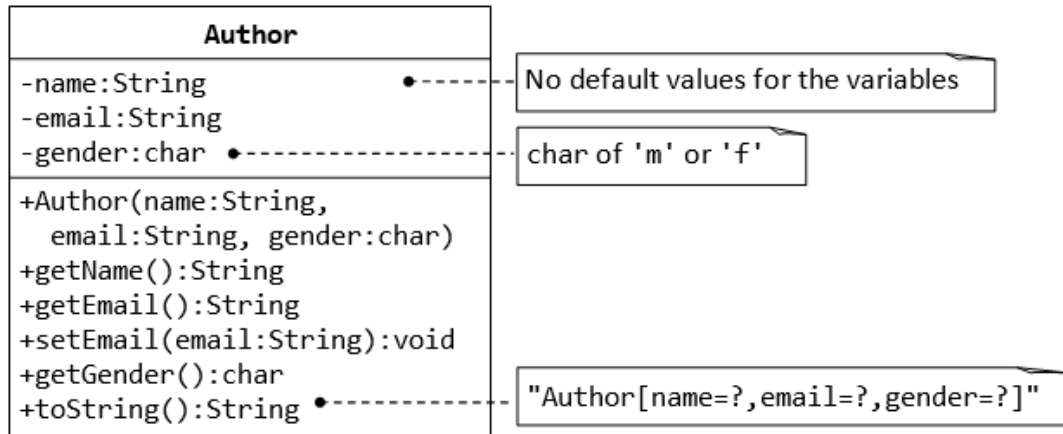 Author
-name:String
-email:String
-gender:char
No default values for the variables
char of 'm' or 'f'
+Author(name:String,
email:String, gender:char)
+getName():String
+getEmail():String
+setEmail(email:String):void
+getGender():char
+toString():String
"Author[name=?,email=?,gender=?]"